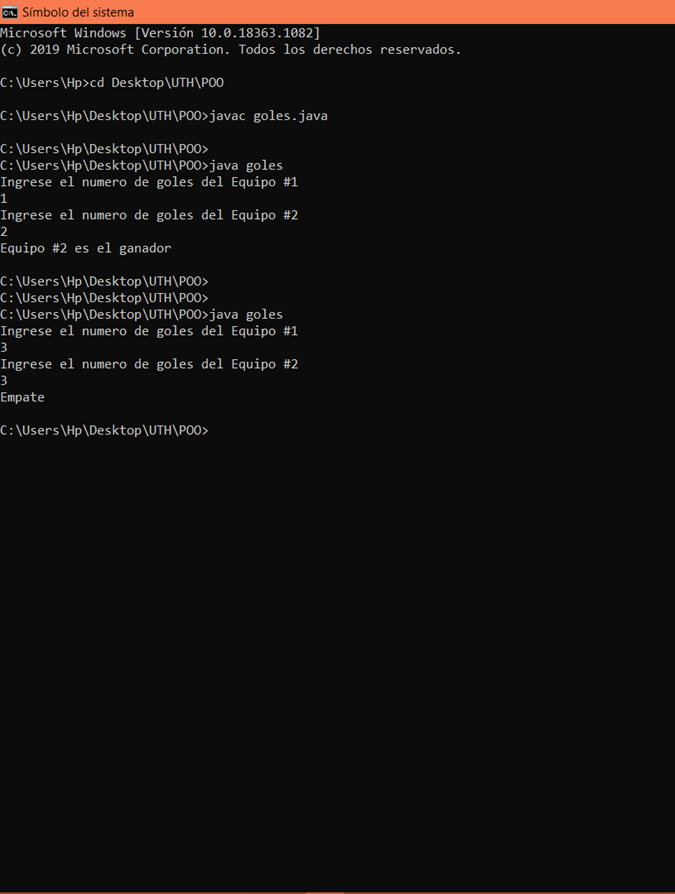 Símbolo del sistema
Microsoft Windows [Versión 10.0.18363.1082]
(c) 2019 Microsoft Corporation. Todos los derechos reservados.
C:\Users\Hp>cd Desktop\UTH\POO
C:\Users\Hp\Desktop\UTH\POO>javac goles.java
C:\Users\Hp\Desktop\UTH\POO>
C:\Users\Hp\Desktop\UTH\POO>java goles
Ingrese el numero de goles del Equipo #1
1
Ingrese el numero de goles del Equipo #2
2
Equipo #2 es el ganador
C:\Users\Hp\Desktop\UTH\POO>
C:\Users\Hp\Desktop\UTH\POO>
C:\Users\Hp\Desktop\UTH\POO>java goles
Ingrese el numero de goles del Equipo #1
3
Ingrese el numero de goles del Equipo #2
3
Empate
C:\Users\Hp\Desktop\UTH\POO>